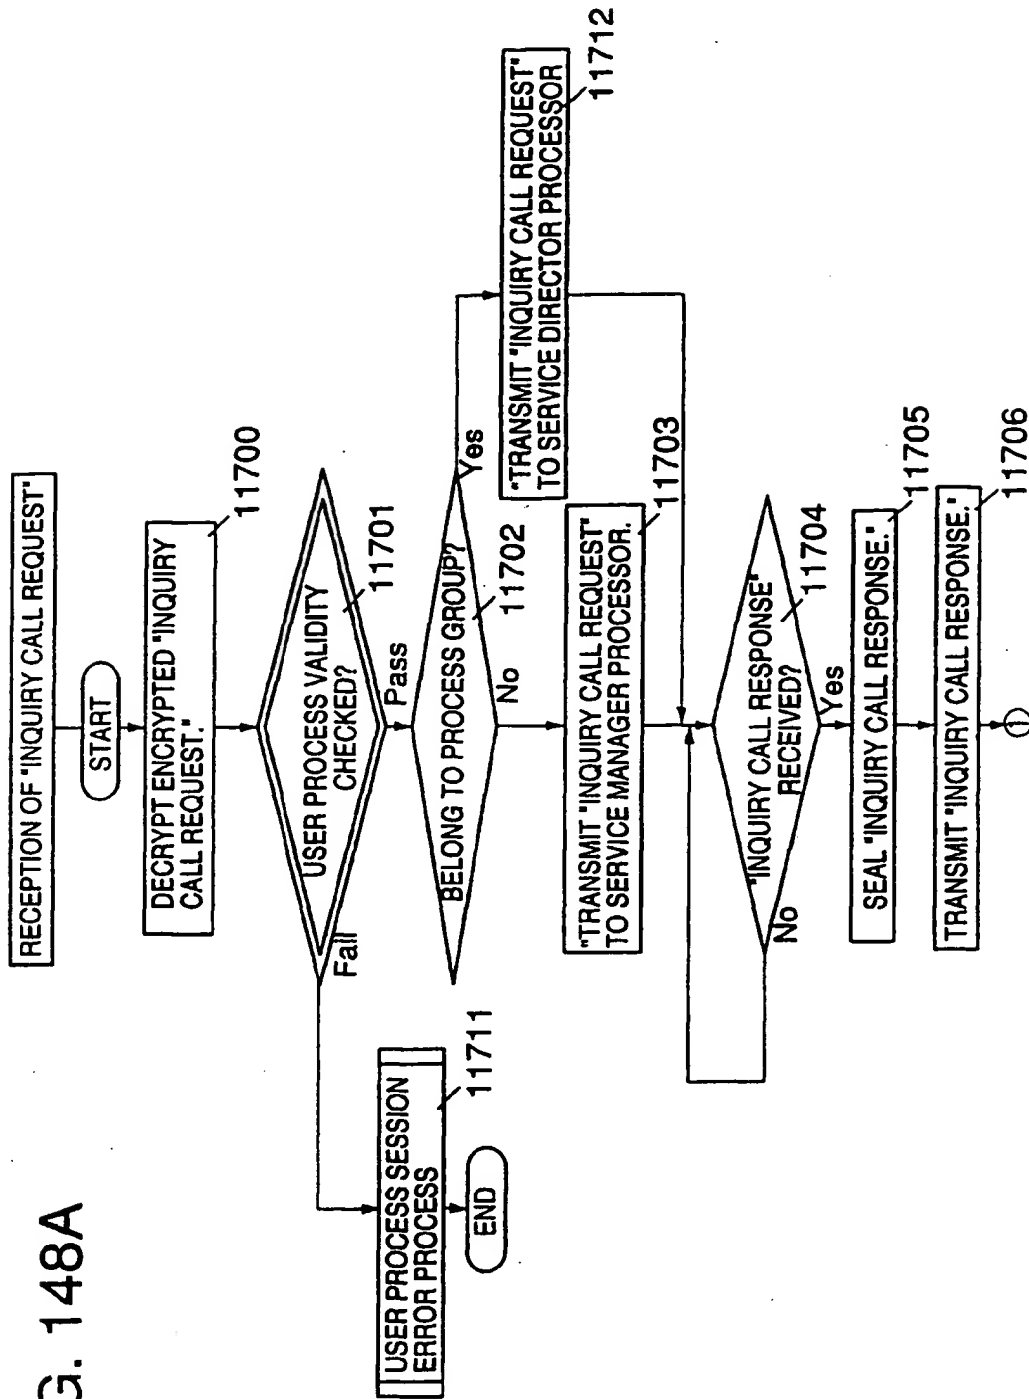 G. 148A
RECEPTION OF "INQUIRY CALL REQUEST"
START
DECRYPT ENCRYPTED "INQUIRY
CALL REQUEST."
11700
USER PROCESS VALIDITY
CHECKED?
11701
Fail
Pass
USER PROCESS SESSION
ERROR PROCESS
11711
END
BELONG TO PROCESS GROUP?
11702
Yes
No
"TRANSMIT "INQUIRY CALL REQUEST"
TO SERVICE DIRECTOR PROCESSOR
11712
"TRANSMIT "INQUIRY CALL REQUEST"
TO SERVICE MANAGER PROCESSOR.
11703
"INQUIRY CALL RESPONSE"
RECEIVED?
11704
No
Yes
SEAL "INQUIRY CALL RESPONSE."
11705
TRANSMIT "INQUIRY CALL RESPONSE."
11706
1